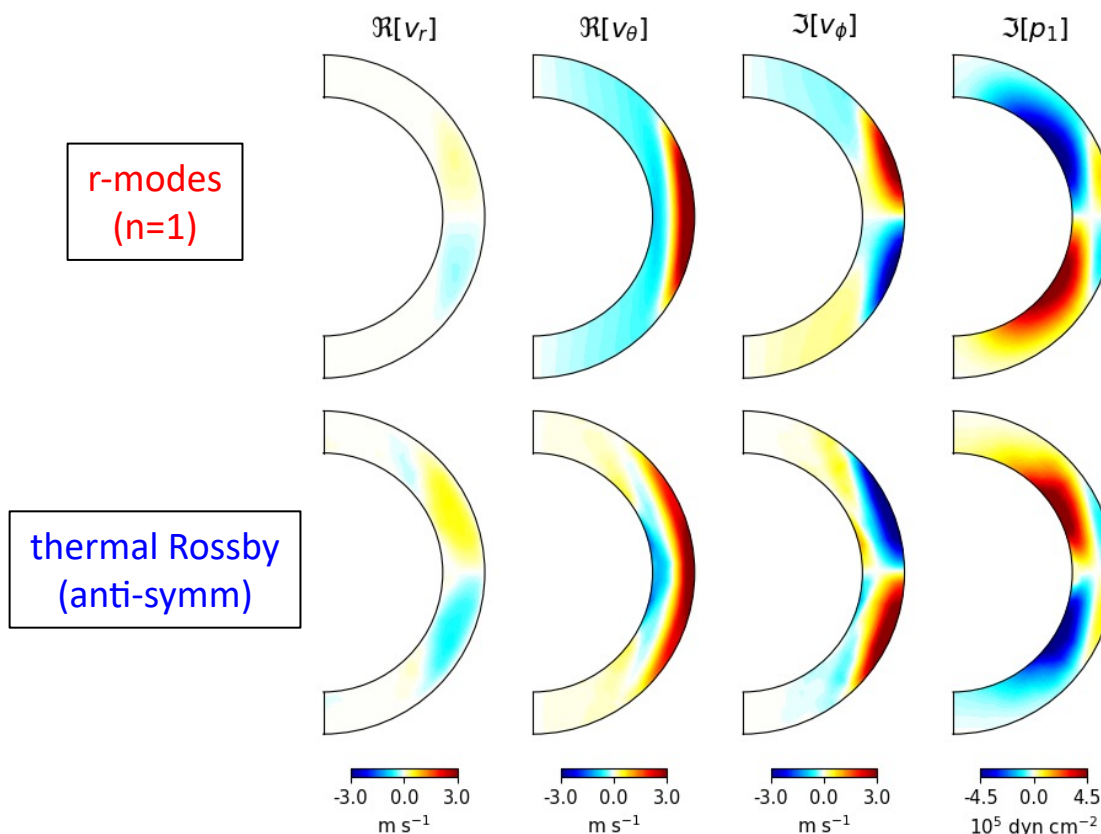 ℜ[v_r] ℜ[v_θ] ℑ[v_ϕ] ℑ[p_1]
r-modes
(n=1)
thermal Rossby
(anti-symm)
-3.0 0.0 3.0 -3.0 0.0 3.0 -3.0 0.0 3.0 -4.5 0.0 4.5
m s⁻¹ m s⁻¹ m s⁻¹ 10⁵ dyn cm⁻²